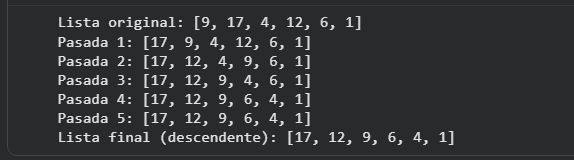 Lista original: [9, 17, 4, 12, 6, 1]
Pasada 1: [17, 9, 4, 12, 6, 1]
Pasada 2: [17, 12, 4, 9, 6, 1]
Pasada 3: [17, 12, 9, 4, 6, 1]
Pasada 4: [17, 12, 9, 6, 4, 1]
Pasada 5: [17, 12, 9, 6, 4, 1]
Lista final (descendente): [17, 12, 9, 6, 4, 1]